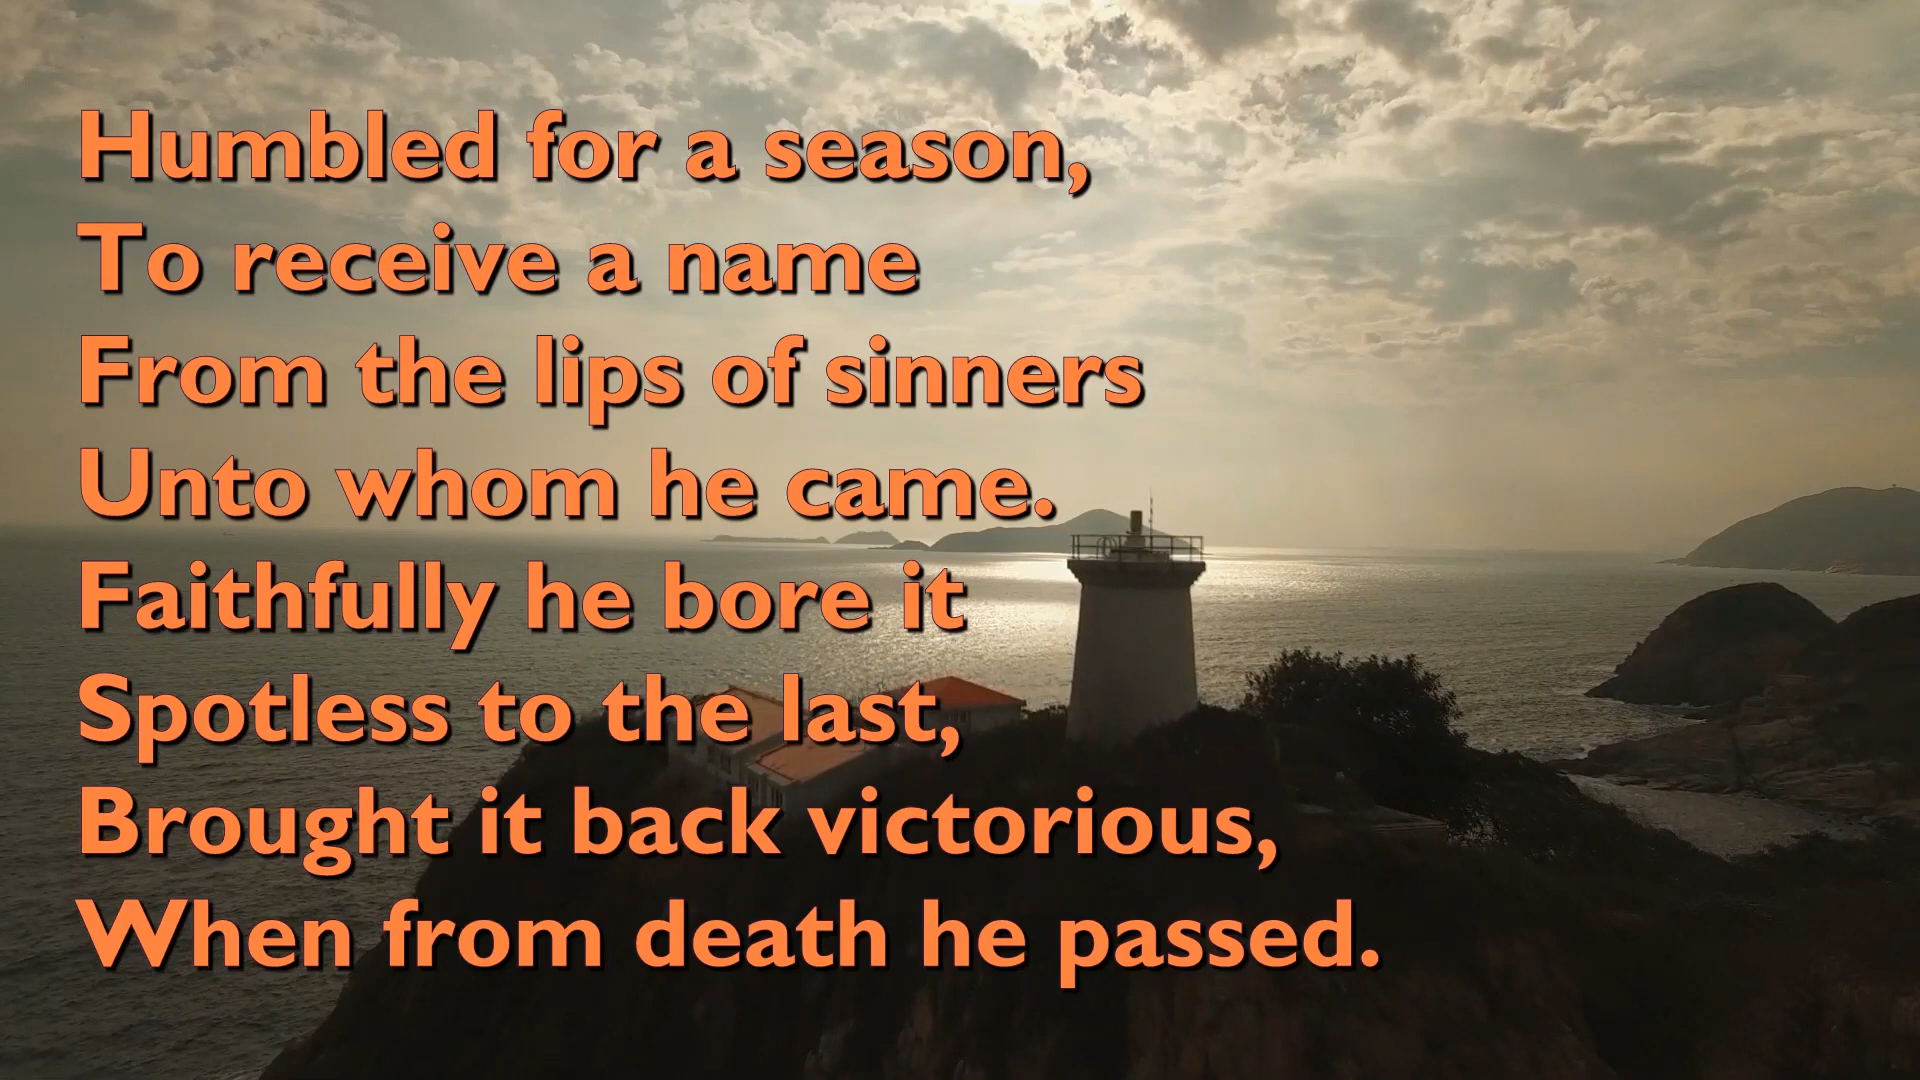 Humbled for a season,
To receive a name
From the lips of sinners
Unto whom he came.
Faithfully he bore it
Spotless to the last,
Brought it back victorious,
When from death he passed.